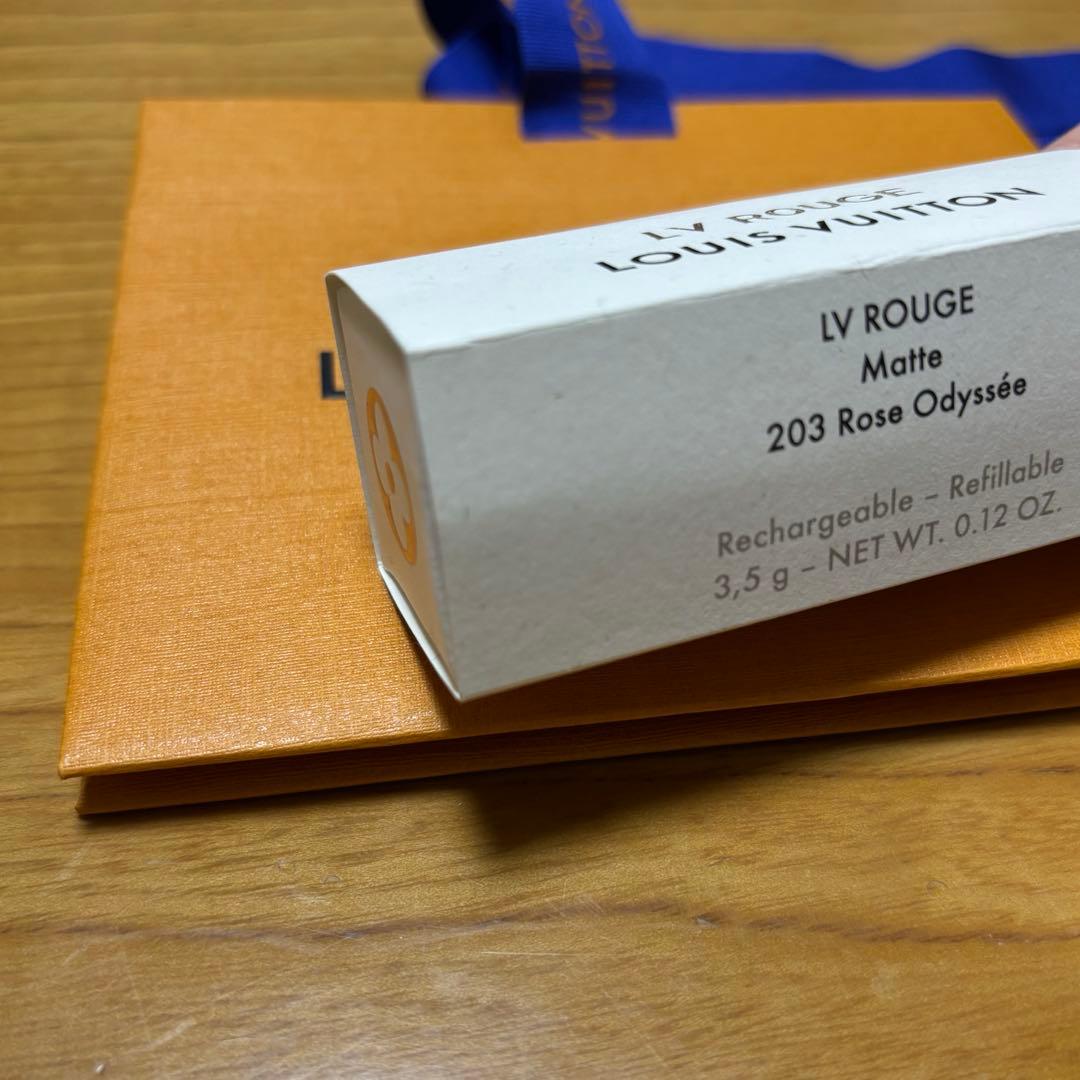 VUITTON
LV ROUGE
LOUIS VUITTON
LV ROUGE
Matte
203 Rose Odyssée
Rechargeable – Refillable
3,5 g – NET WT. 0.12 OZ.
L